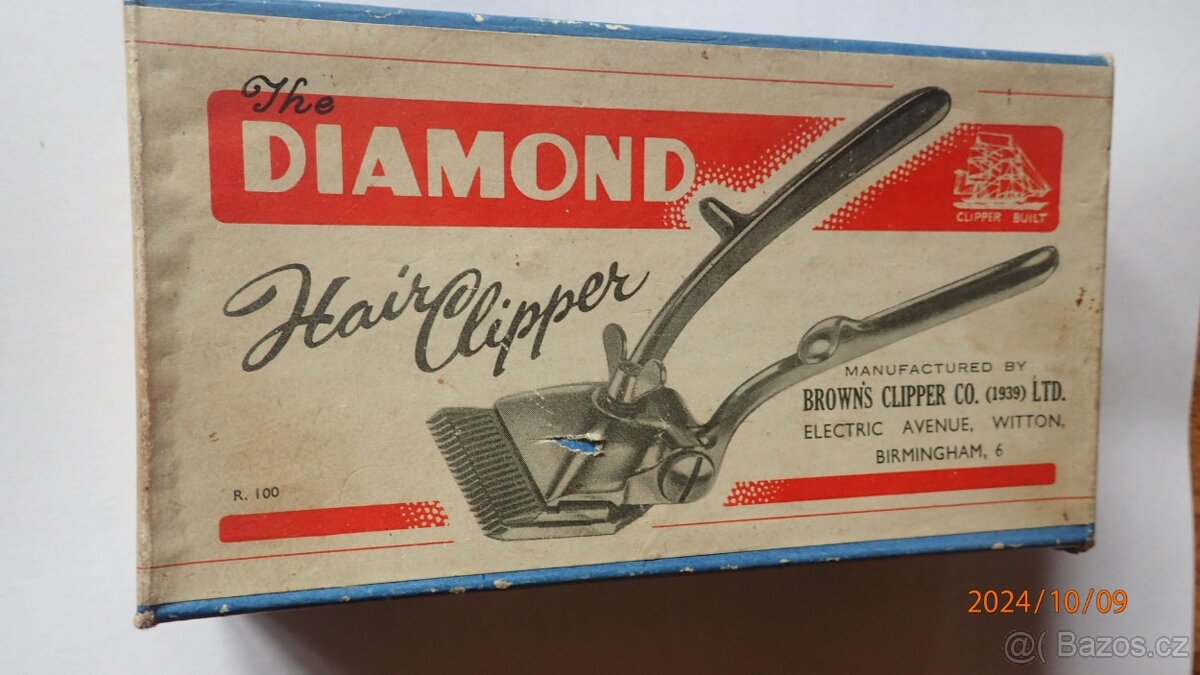 The
DIAMOND
CLIPPER BUILT
Hair Clipper
MANUFACTURED BY
BROWN'S CLIPPER CO. (1939) LTD.
ELECTRIC AVENUE, WITTON,
BIRMINGHAM, 6
R. 100
2024/10/09
@( Bazos.cz